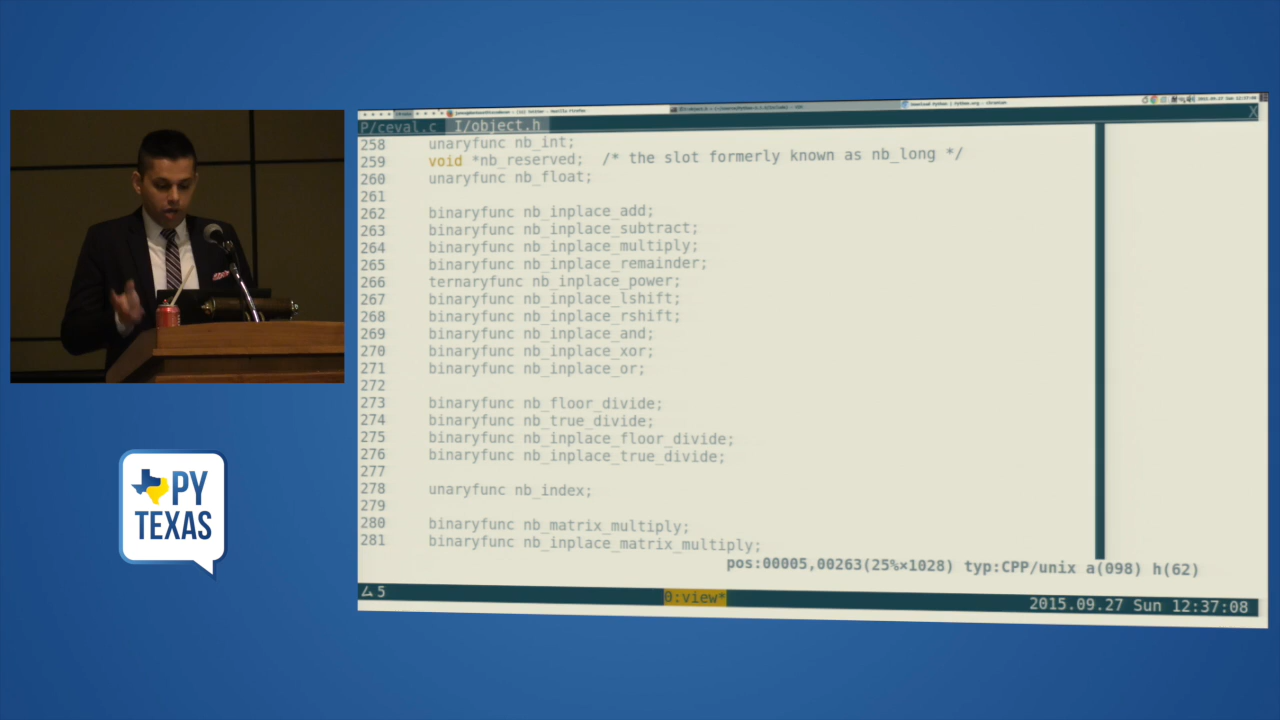 P/ceval.c I/object.h X
258 unaryfunc nb_int;
259 void *nb_reserved; /* the slot formerly known as nb_long */
260 unaryfunc nb_float;
261
262 binaryfunc nb_inplace_add;
263 binaryfunc nb_inplace_subtract;
264 binaryfunc nb_inplace_multiply;
265 binaryfunc nb_inplace_remainder;
266 ternaryfunc nb_inplace_power;
267 binaryfunc nb_inplace_lshift;
268 binaryfunc nb_inplace_rshift;
269 binaryfunc nb_inplace_and;
270 binaryfunc nb_inplace_xor;
271 binaryfunc nb_inplace_or;
272
273 binaryfunc nb_floor_divide;
274 binaryfunc nb_true_divide;
275 binaryfunc nb_inplace_floor_divide;
276 binaryfunc nb_inplace_true_divide;
277
278 unaryfunc nb_index;
279
280 binaryfunc nb_matrix_multiply;
281 binaryfunc nb_inplace_matrix_multiply;
pos:00005,00263(25%×1028) typ:CPP/unix a(098) h(62)
5 0:view* 2015.09.27 Sun 12:37:08
PY
TEXAS